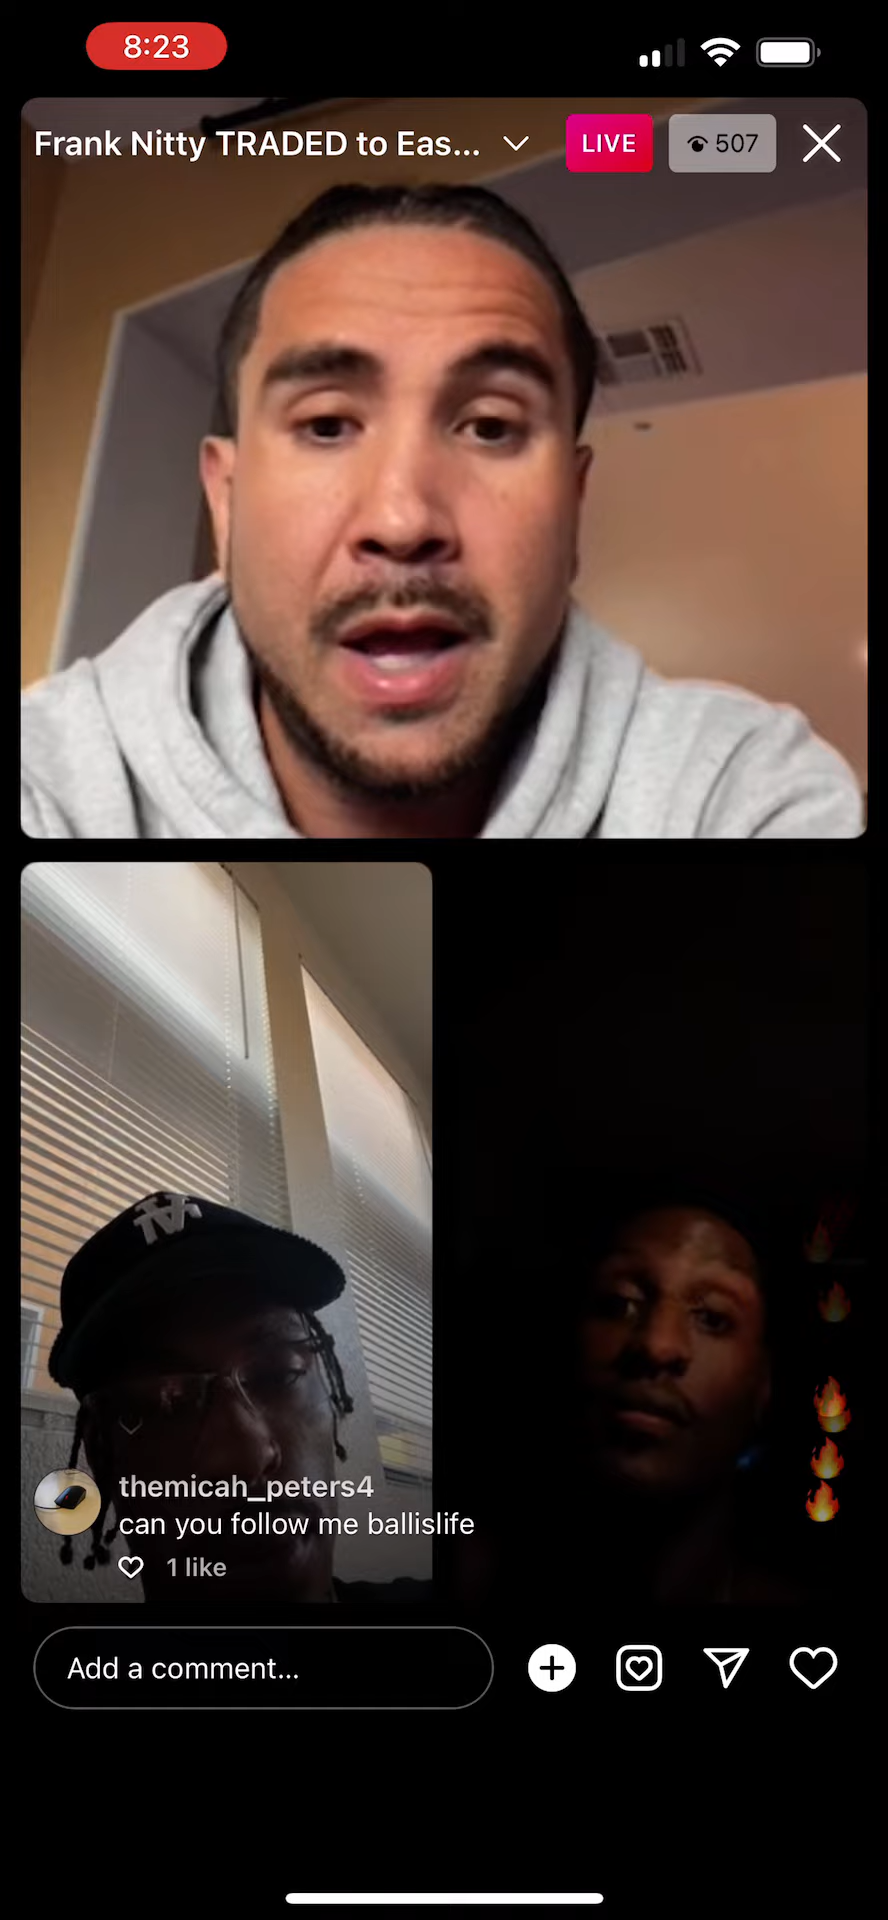 8:23
Frank Nitty TRADED to Eas...
LIVE
507
themicah_peters4
can you follow me ballislife
1 like
Add a comment...